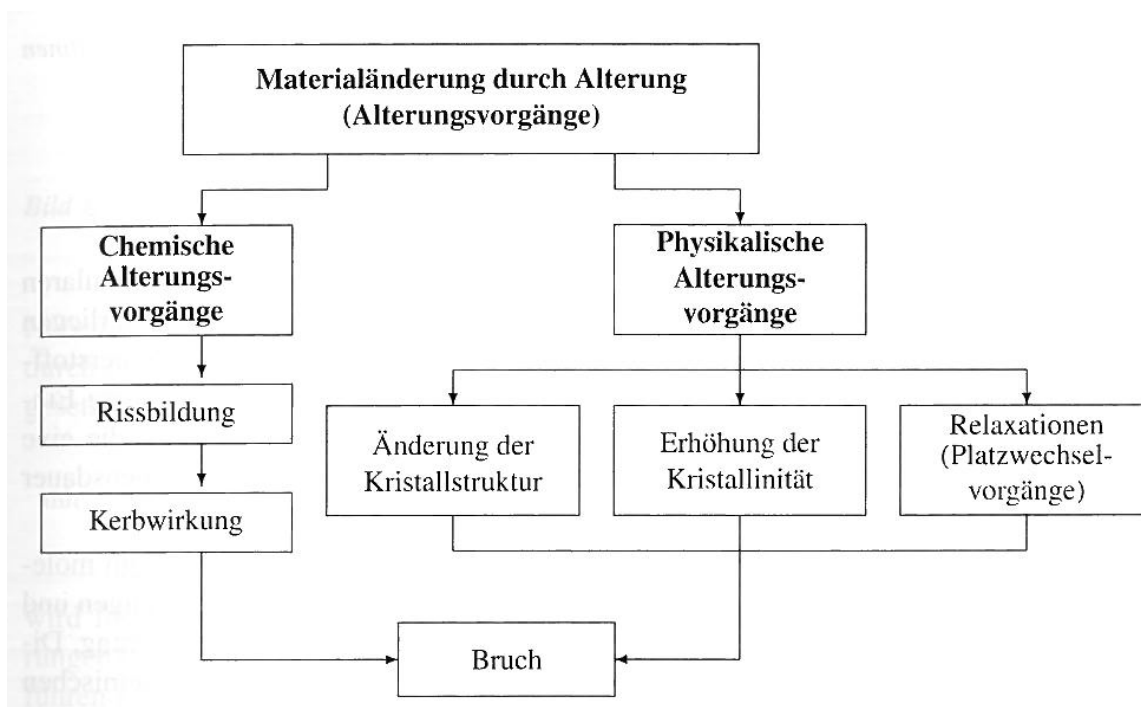 Materialänderung durch Alterung
(Alterungsvorgänge)
Bild
Chemische
Alterungs-
vorgänge
Physikalische
Alterungs-
vorgänge
Rissbildung
Kerbwirkung
Änderung der
Kristallstruktur
Erhöhung der
Kristallinität
Relaxationen
(Platzwechsel-
vorgänge)
Bruch